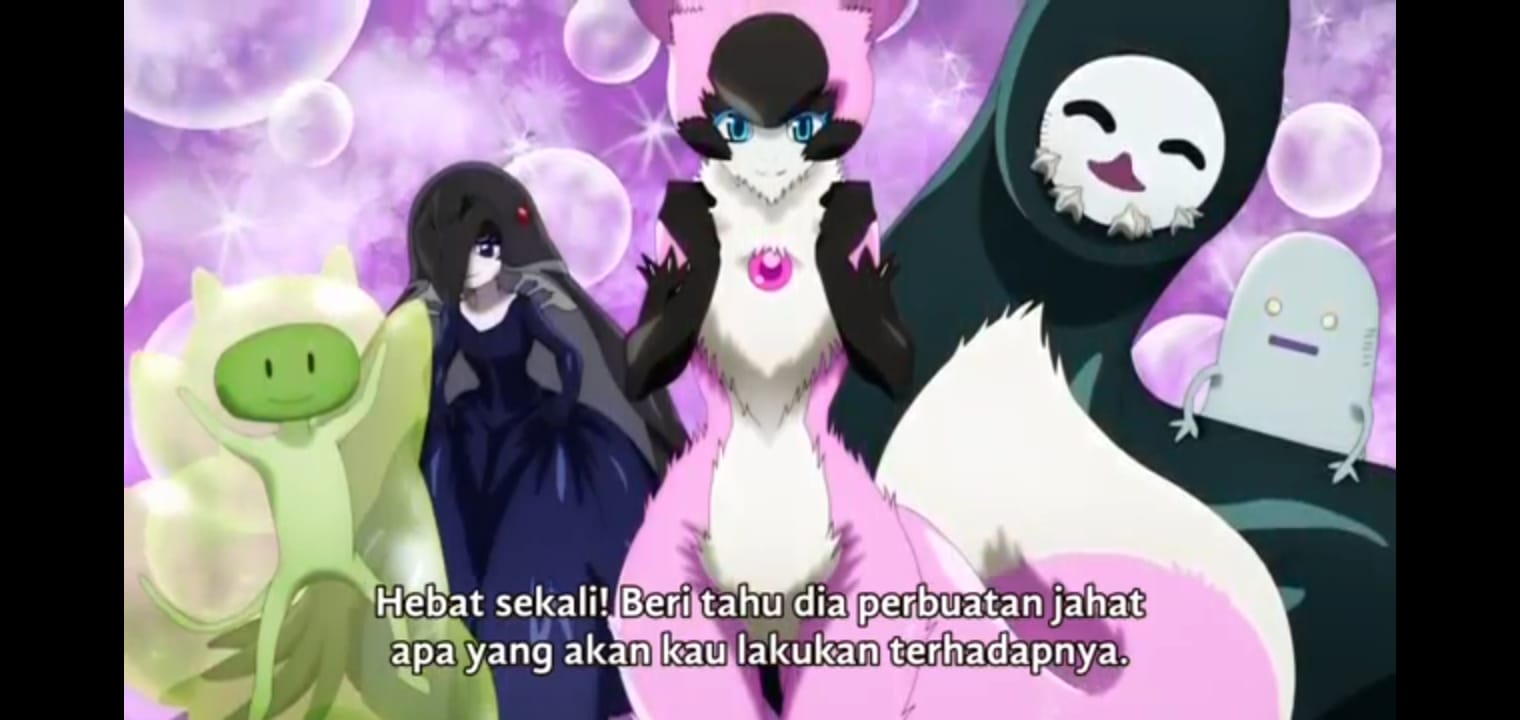 Hebat sekali! Beri tahu dia perbuatan jahat
apa yang akan kau lakukan terhadapnya.